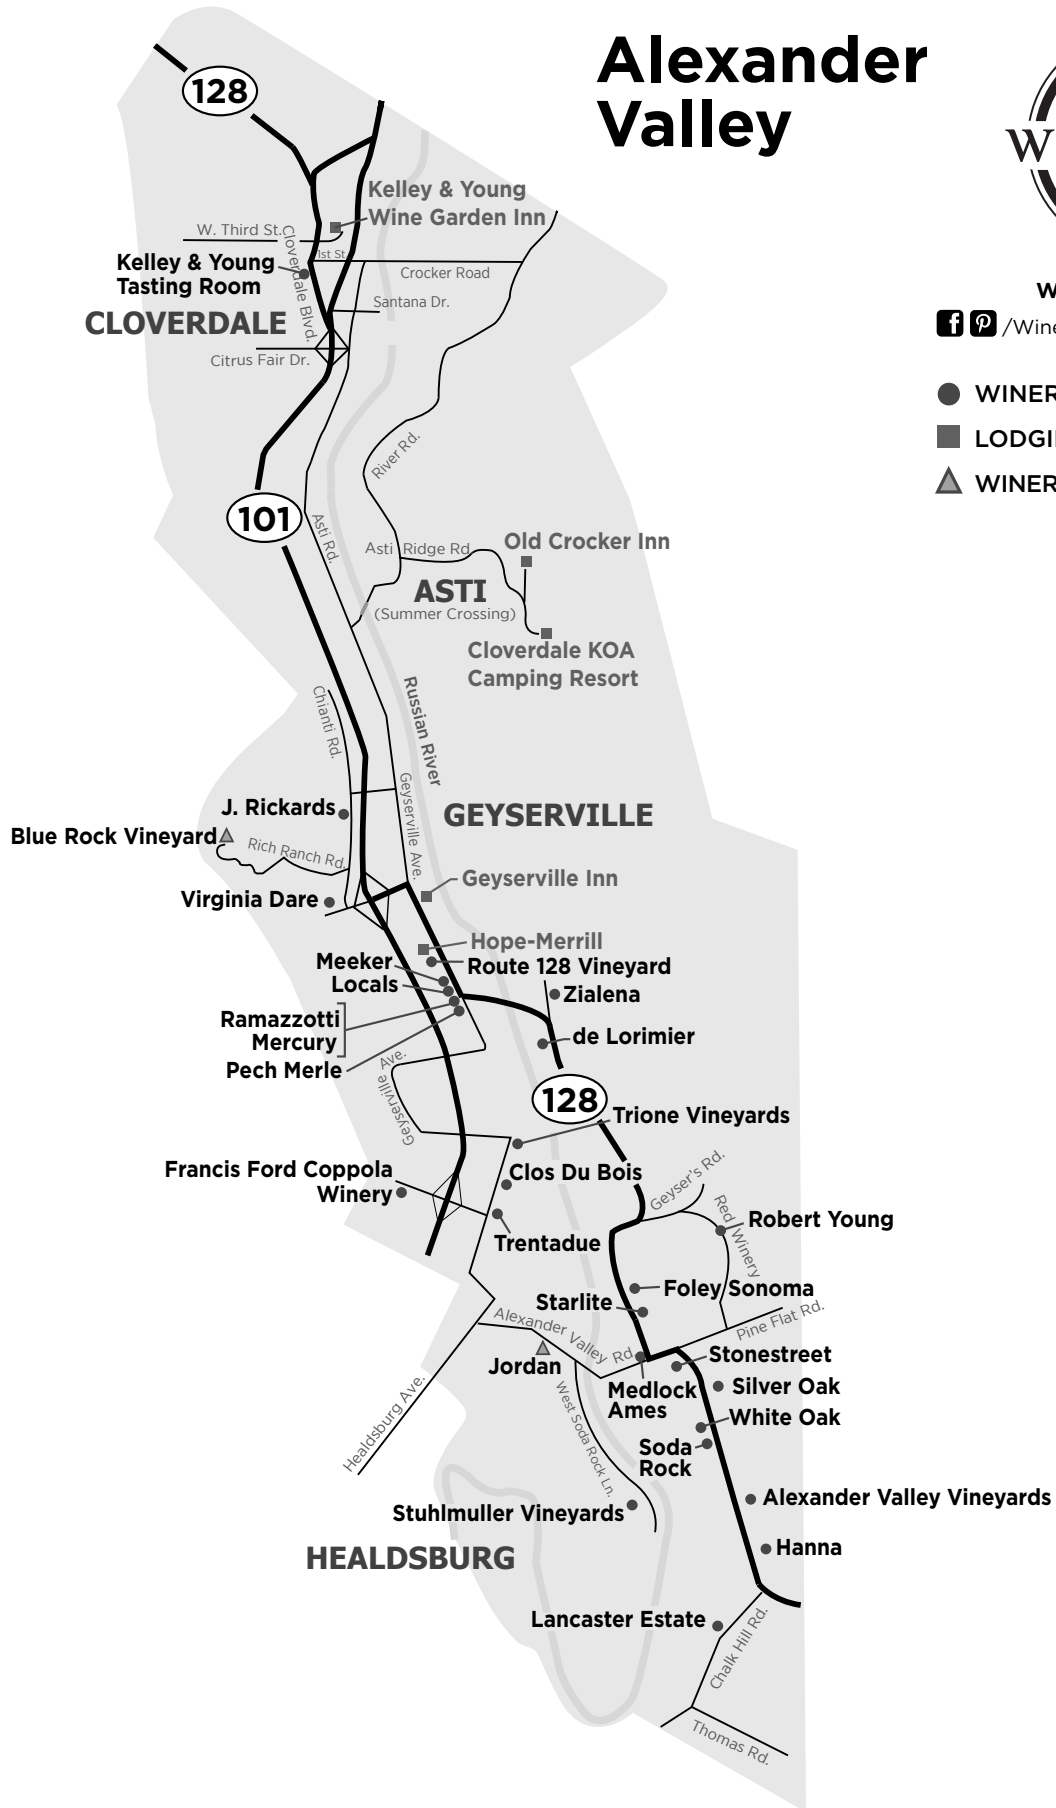 Alexander
Valley
128
W
W
/Wine
WINER
LODGI
WINER
Kelley & Young
Wine Garden Inn
W. Third St.
Cloverdale Blvd.
1st St.
Kelley & Young
Tasting Room
Crocker Road
Santana Dr.
CLOVERDALE
Citrus Fair Dr.
River Rd.
101
Asti Rd.
Asti Ridge Rd
Old Crocker Inn
ASTI
(Summer Crossing)
Cloverdale KOA
Camping Resort
Chianti Rd.
Russian River
Geyserville Ave.
J. Rickards
GEYSERVILLE
Blue Rock Vineyard
Rich Ranch Rd.
Geyserville Inn
Virginia Dare
Hope-Merrill
Meeker
Route 128 Vineyard
Locals
Zialena
Ramazzotti
Mercury
de Lorimier
Pech Merle
Geyserville Ave.
128
Trione Vineyards
Francis Ford Coppola
Winery
Clos Du Bois
Geyser's Rd.
Red Winery
Robert Young
Trentadue
Foley Sonoma
Starlite
Alexander Valley Rd
Pine Flat Rd.
Stonestreet
Jordan
Medlock
Ames
Silver Oak
White Oak
Healdsburg Ave.
West Soda Rock Ln.
Soda
Rock
Alexander Valley Vineyards
Stuhlmuller Vineyards
Hanna
HEALDSBURG
Lancaster Estate
Chalk Hill Rd.
Thomas Rd.